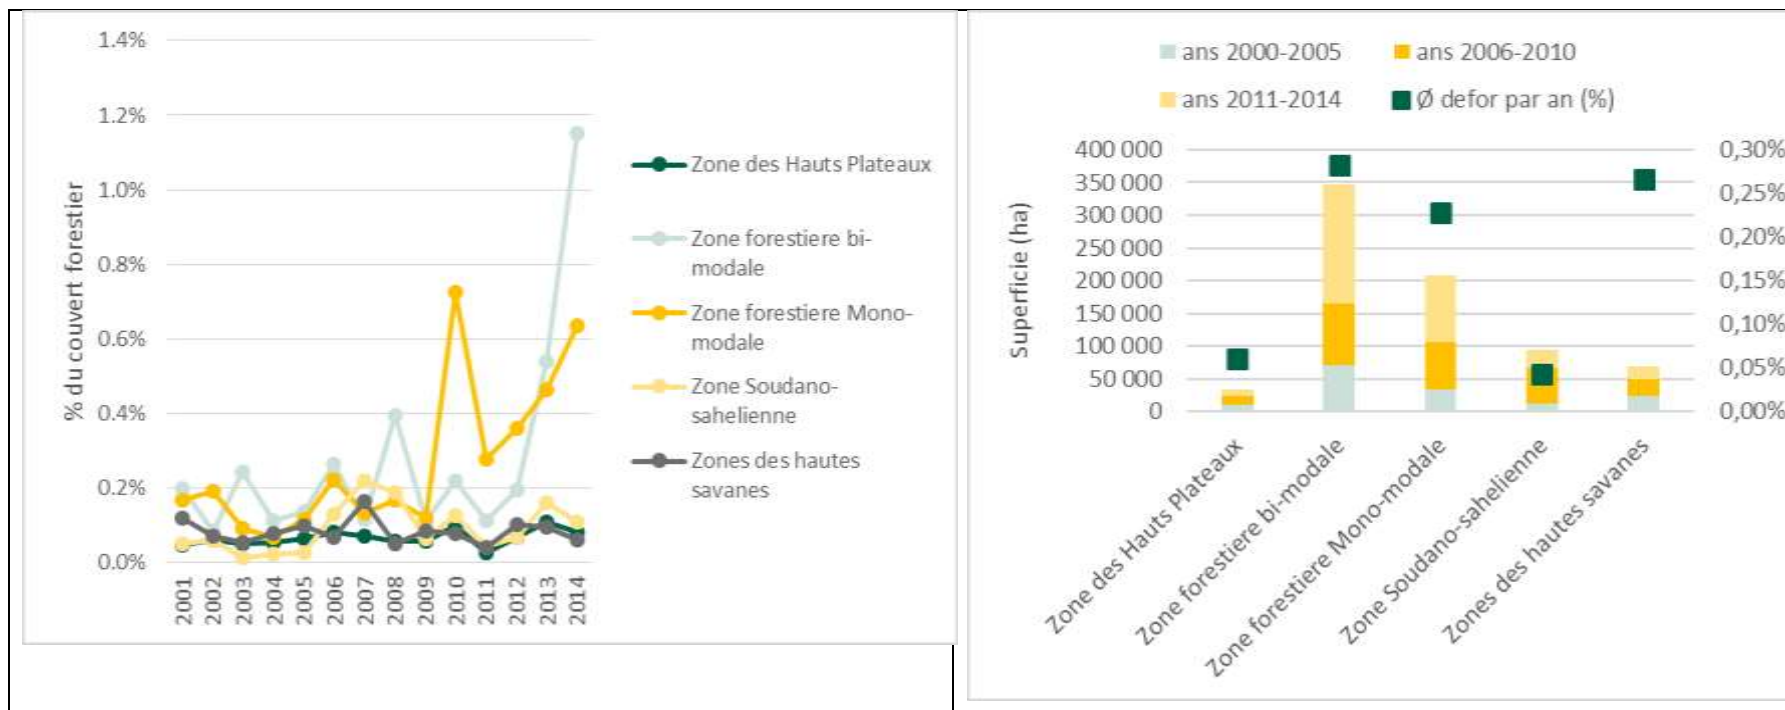 1.4%
1.2%
1.0%
0.8%
0.6%
0.4%
0.2%
0.0%
% du couvert forestier
2001
2002
2003
2004
2005
2006
2007
2008
2009
2010
2011
2012
2013
2014
Zone des Hauts Plateaux
Zone forestiere bi-
modale
Zone forestière Mono-
modale
Zone Soudano-
sahelienne
Zones des hautes
savanes
ans 2000-2005
ans 2006-2010
ans 2011-2014
Ø defor par an (%)
400 000
350 000
300 000
250 000
200 000
150 000
100 000
50 000
0
Superficie (ha)
0,30%
0,25%
0,20%
0,15%
0,10%
0,05%
0,00%
Zone des Hauts Plateaux
Zone forestiere bi-modale
Zone forestière Mono-modale
Zone Soudano-sahelienne
Zones des hautes savanes